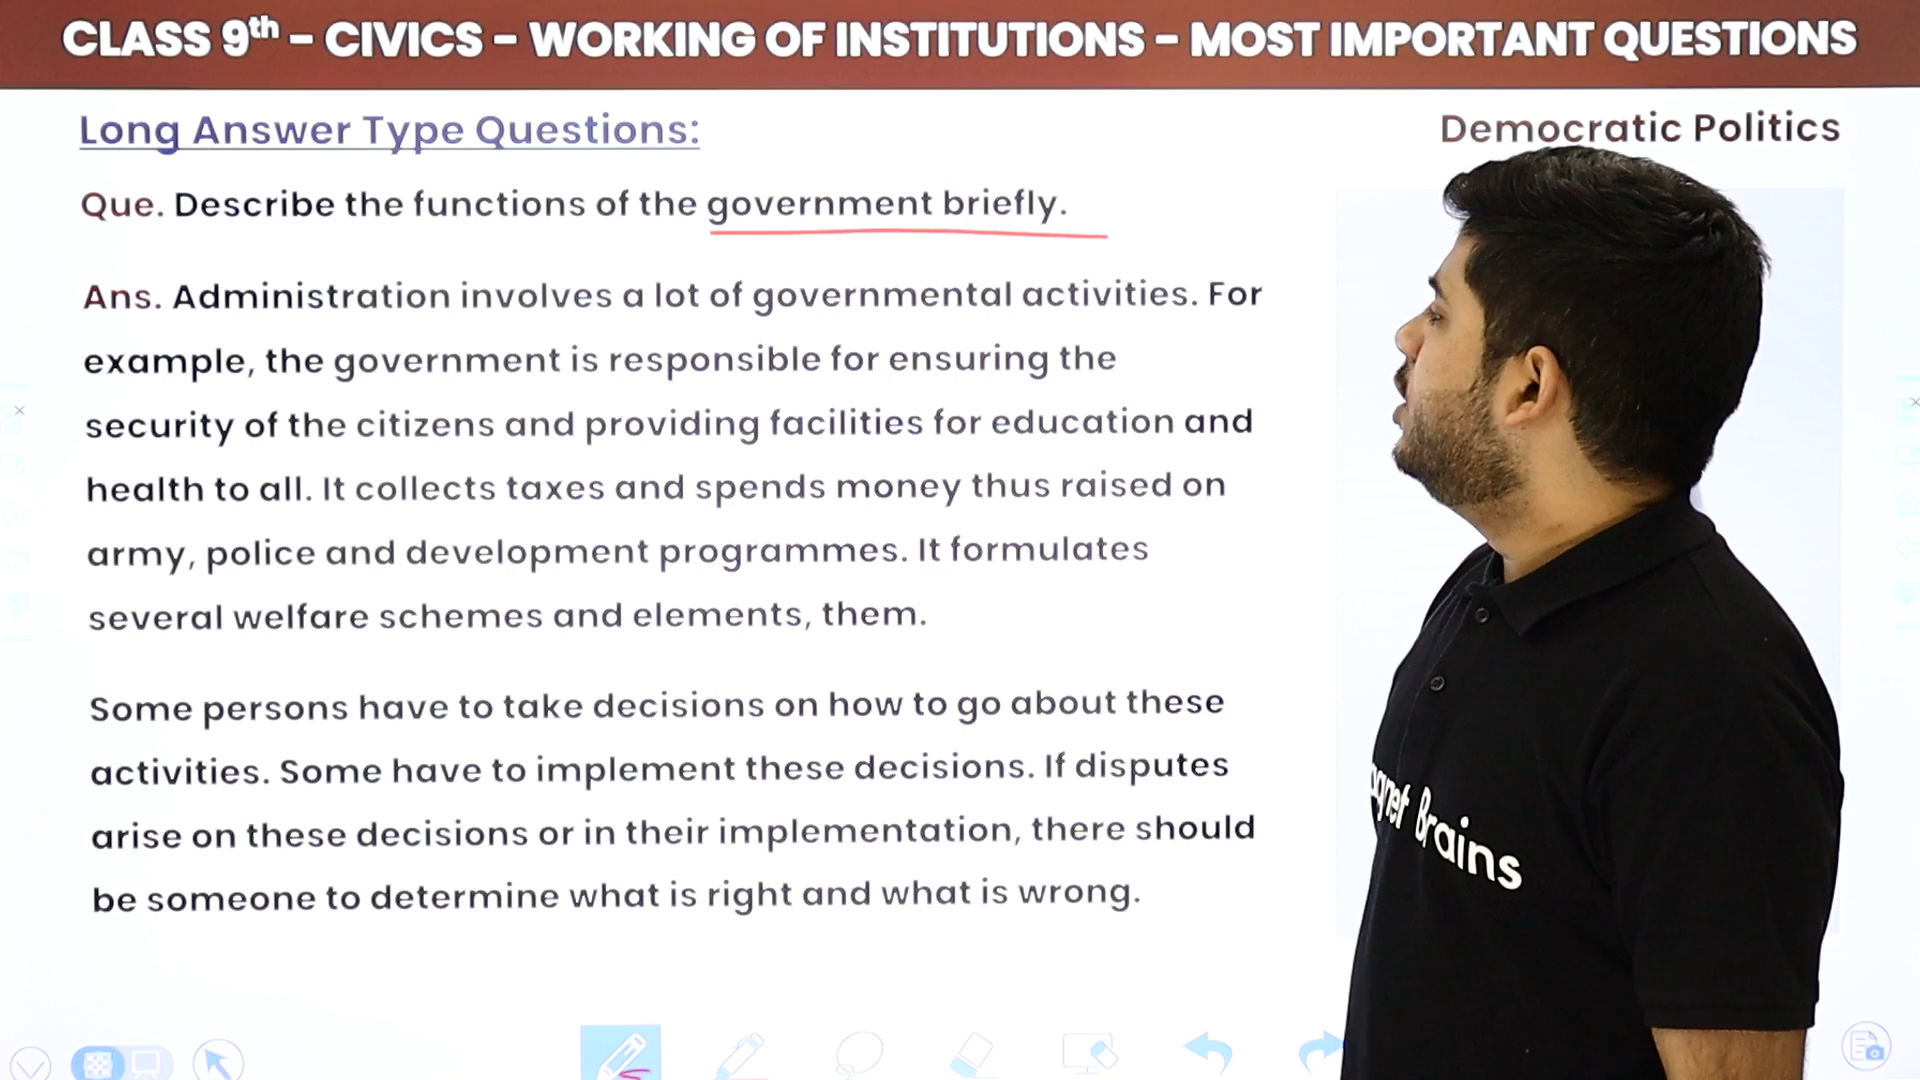 CLASS 9th - CIVICS - WORKING OF INSTITUTIONS - MOST IMPORTANT QUESTIONS
Long Answer Type Questions:
Democratic Politics
Que. Describe the functions of the government briefly.
Ans. Administration involves a lot of governmental activities. For
example, the government is responsible for ensuring the
security of the citizens and providing facilities for education and
health to all. It collects taxes and spends money thus raised on
army, police and development programmes. It formulates
several welfare schemes and elements, them.
Some persons have to take decisions on how to go about these
activities. Some have to implement these decisions. If disputes
arise on these decisions or in their implementation, there should
be someone to determine what is right and what is wrong.
Brains